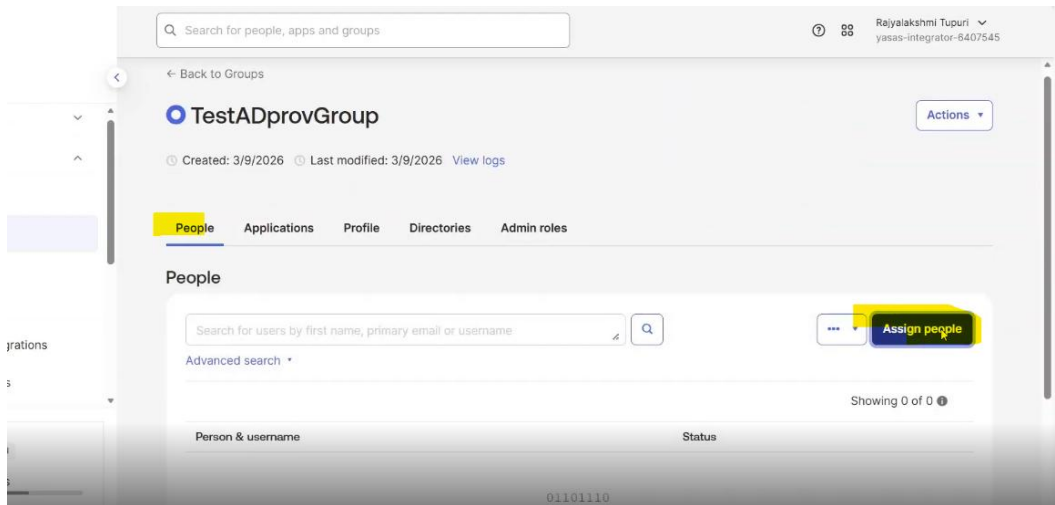 Search for people, apps and groups
Rajyalakshmi Tupuri
yasas-integrator-6407545
← Back to Groups
TestADprovGroup
Actions
Created: 3/9/2026 Last modified: 3/9/2026 View logs
People Applications Profile Directories Admin roles
People
Search for users by first name, primary email or username
Assign people
Advanced search
grations
s
Showing 0 of 0
Person & username Status
s
01101110